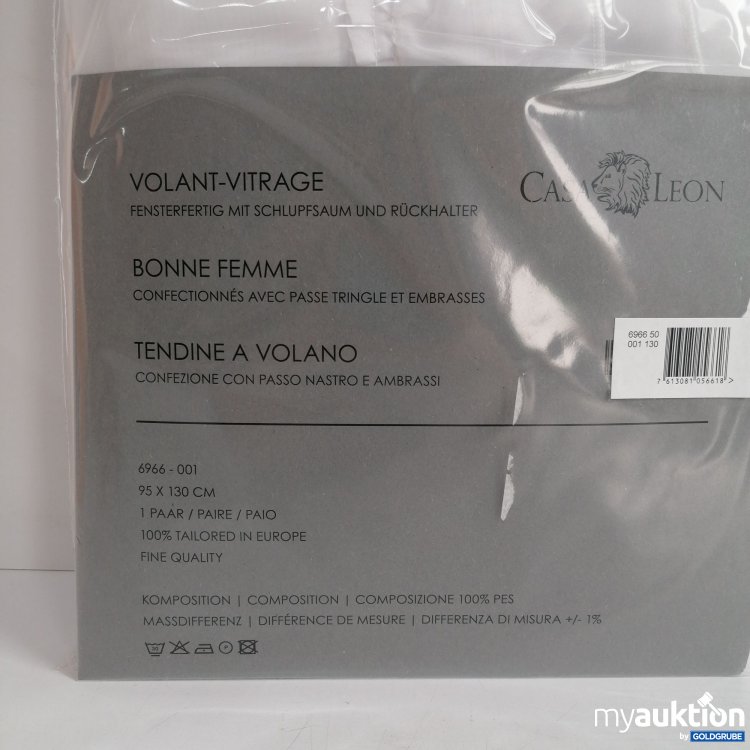 VOLANT-VITRAGE
FENSTERFERTIG MIT SCHLUPFSAUM UND RÜCKHALTER
CASA LEON
BONNE FEMME
CONFECTIONNÉS AVEC PASSE TRINGLE ET EMBRASSES
TENDINE A VOLANO
CONFEZIONE CON PASSO NASTRO E AMBRASSI
6966 50
001 130
7 613081 056618 >
6966 - 001
95 X 130 CM
1 PAAR / PAIRE / PAIO
100% TAILORED IN EUROPE
FINE QUALITY
KOMPOSITION | COMPOSITION | COMPOSIZIONE 100% PES
MASSDIFFERENZ | DIFFÉRENCE DE MESURE | DIFFERENZA DI MISURA +/- 1%
30 P
myauktion
by GOLDGRUBE